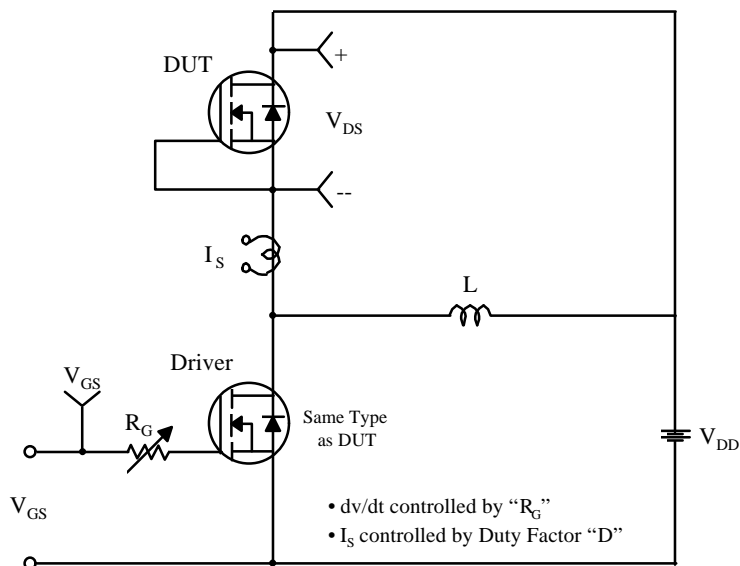 DUT
+
V_DS
--
I_S
L
Driver
V_GS
R_G
Same Type
as DUT
V_DD
V_GS
• dv/dt controlled by “R_G”
• I_S controlled by Duty Factor “D”